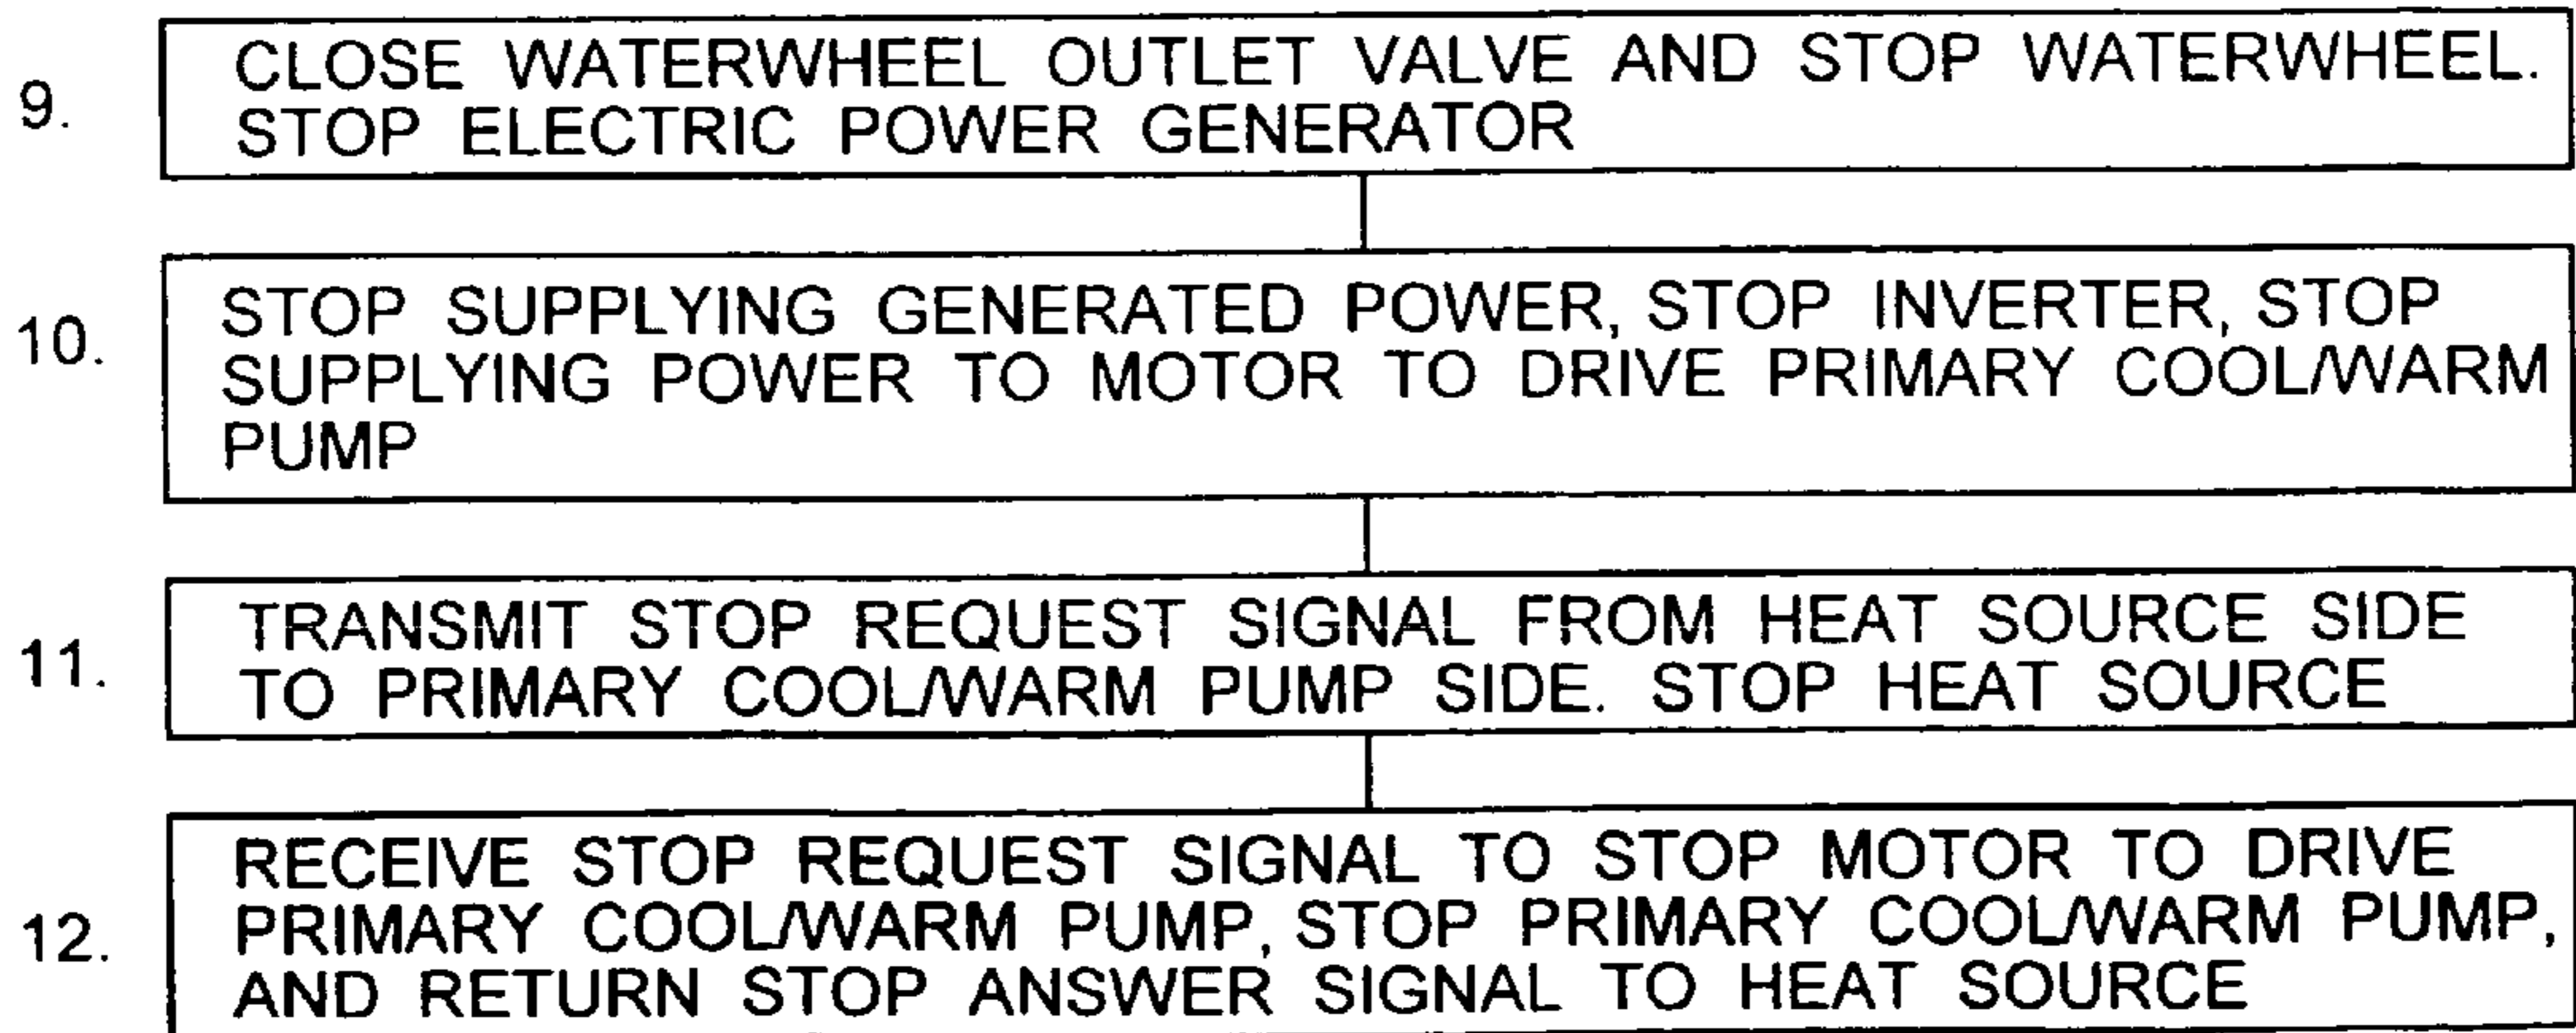 9.
CLOSE WATERWHEEL OUTLET VALVE AND STOP WATERWHEEL.
STOP ELECTRIC POWER GENERATOR
10.
STOP SUPPLYING GENERATED POWER, STOP INVERTER, STOP
SUPPLYING POWER TO MOTOR TO DRIVE PRIMARY COOL/WARM
PUMP
11.
TRANSMIT STOP REQUEST SIGNAL FROM HEAT SOURCE SIDE
TO PRIMARY COOL/WARM PUMP SIDE. STOP HEAT SOURCE
12.
RECEIVE STOP REQUEST SIGNAL TO STOP MOTOR TO DRIVE
PRIMARY COOL/WARM PUMP, STOP PRIMARY COOL/WARM PUMP,
AND RETURN STOP ANSWER SIGNAL TO HEAT SOURCE